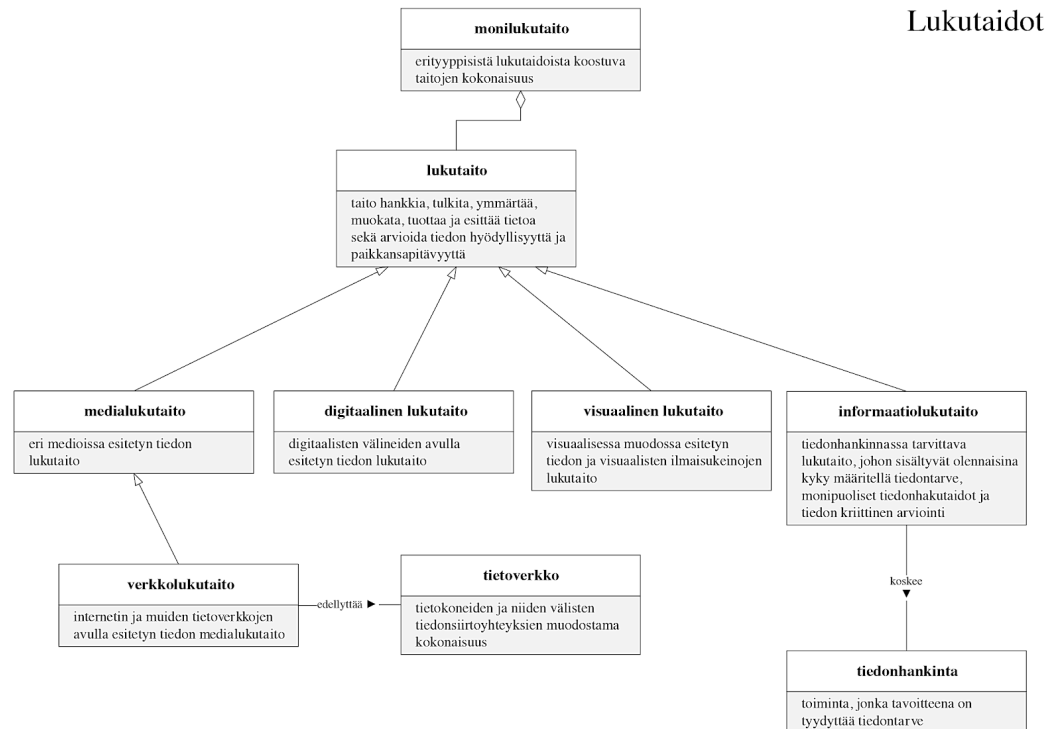 Lukutaidot
monilukutaito
erityyppisistä lukutaidoista koostuva
taitojen kokonaisuus
lukutaito
taito hankkia, tulkita, ymmärtää,
muokata, tuottaa ja esittää tietoa
sekä arvioida tiedon hyödyllisyyttä ja
paikkansapitävyyttä
medialukutaito
eri medioissa esitetyn tiedon
lukutaito
digitaalinen lukutaito
digitaalisten välineiden avulla
esitetyn tiedon lukutaito
visuaalinen lukutaito
visuaalisessa muodossa esitetyn
tiedon ja visuaalisten ilmaisukeinojen
lukutaito
informaatiolukutaito
tiedonhankinnassa tarvittava
lukutaito, johon sisältyvät olennaisina
kyky määritellä tiedontarve,
monipuoliset tiedonhakutaidot ja
tiedon kriittinen arviointi
verkkolukutaito
internetin ja muiden tietoverkkojen
avulla esitetyn tiedon medialukutaito
edellyttää
tietoverkko
tietokoneiden ja niiden välisten
tiedonsiirtoyhteyksien muodostama
kokonaisuus
koskee
tiedonhankinta
toiminta, jonka tavoitteena on
tyydyttää tiedontarve